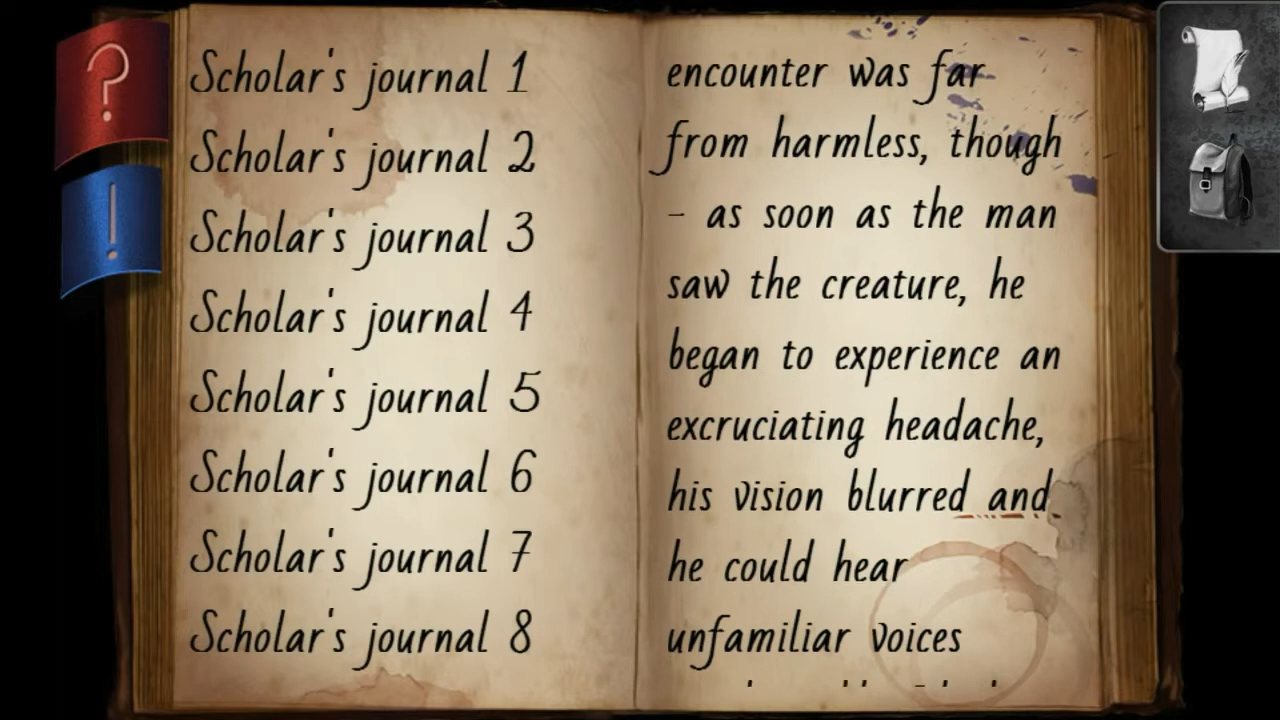 ?
!
Scholar's journal 1
Scholar's journal 2
Scholar's journal 3
Scholar's journal 4
Scholar's journal 5
Scholar's journal 6
Scholar's journal 7
Scholar's journal 8
encounter was far
from harmless, though
- as soon as the man
saw the creature, he
began to experience an
excruciating headache,
his vision blurred and
he could hear
unfamiliar voices